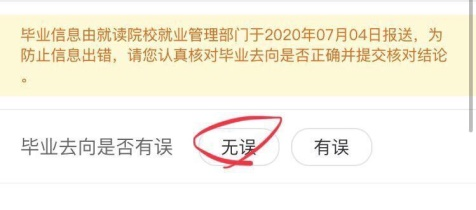 毕业信息由就读院校就业管理部门于2020年07月04日报送，为
防止信息出错，请您认真核对毕业去向是否正确并提交核对结论
。
毕业去向是否有误 无误 有误